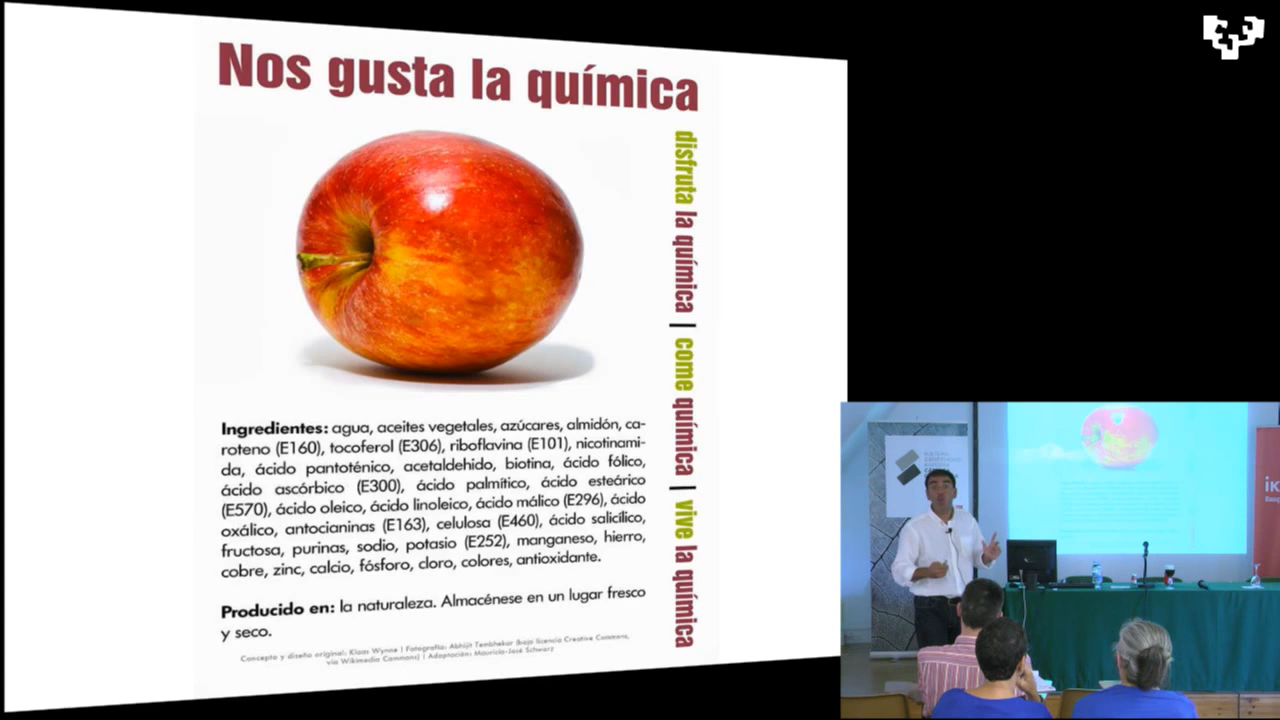 Nos gusta la química
disfruta la química | come química | vive la química
Ingredientes: agua, aceites vegetales, azúcares, almidón, ca-
roteno (E160), tocoferol (E306), riboflavina (E101), nicotinami-
da, ácido pantoténico, acetaldehido, biotina, ácido fólico,
ácido ascórbico (E300), ácido palmítico, ácido esteárico
(E570), ácido oleico, ácido linoleico, ácido málico (E296), ácido
oxálico, antocianinas (E163), celulosa (E460), ácido salicílico,
fructosa, purinas, sodio, potasio (E252), manganeso, hierro,
cobre, zinc, calcio, fósforo, cloro, colores, antioxidante.
Producido en: la naturaleza. Almacénese en un lugar fresco
y seco.
Concepto y diseño original: Klaas Wynne | Fotografía: Abhijit Tembhekar (bajo licencia Creative Commons,
vía Wikimedia Commons) | Adaptación: Mauricio-José Schwarz